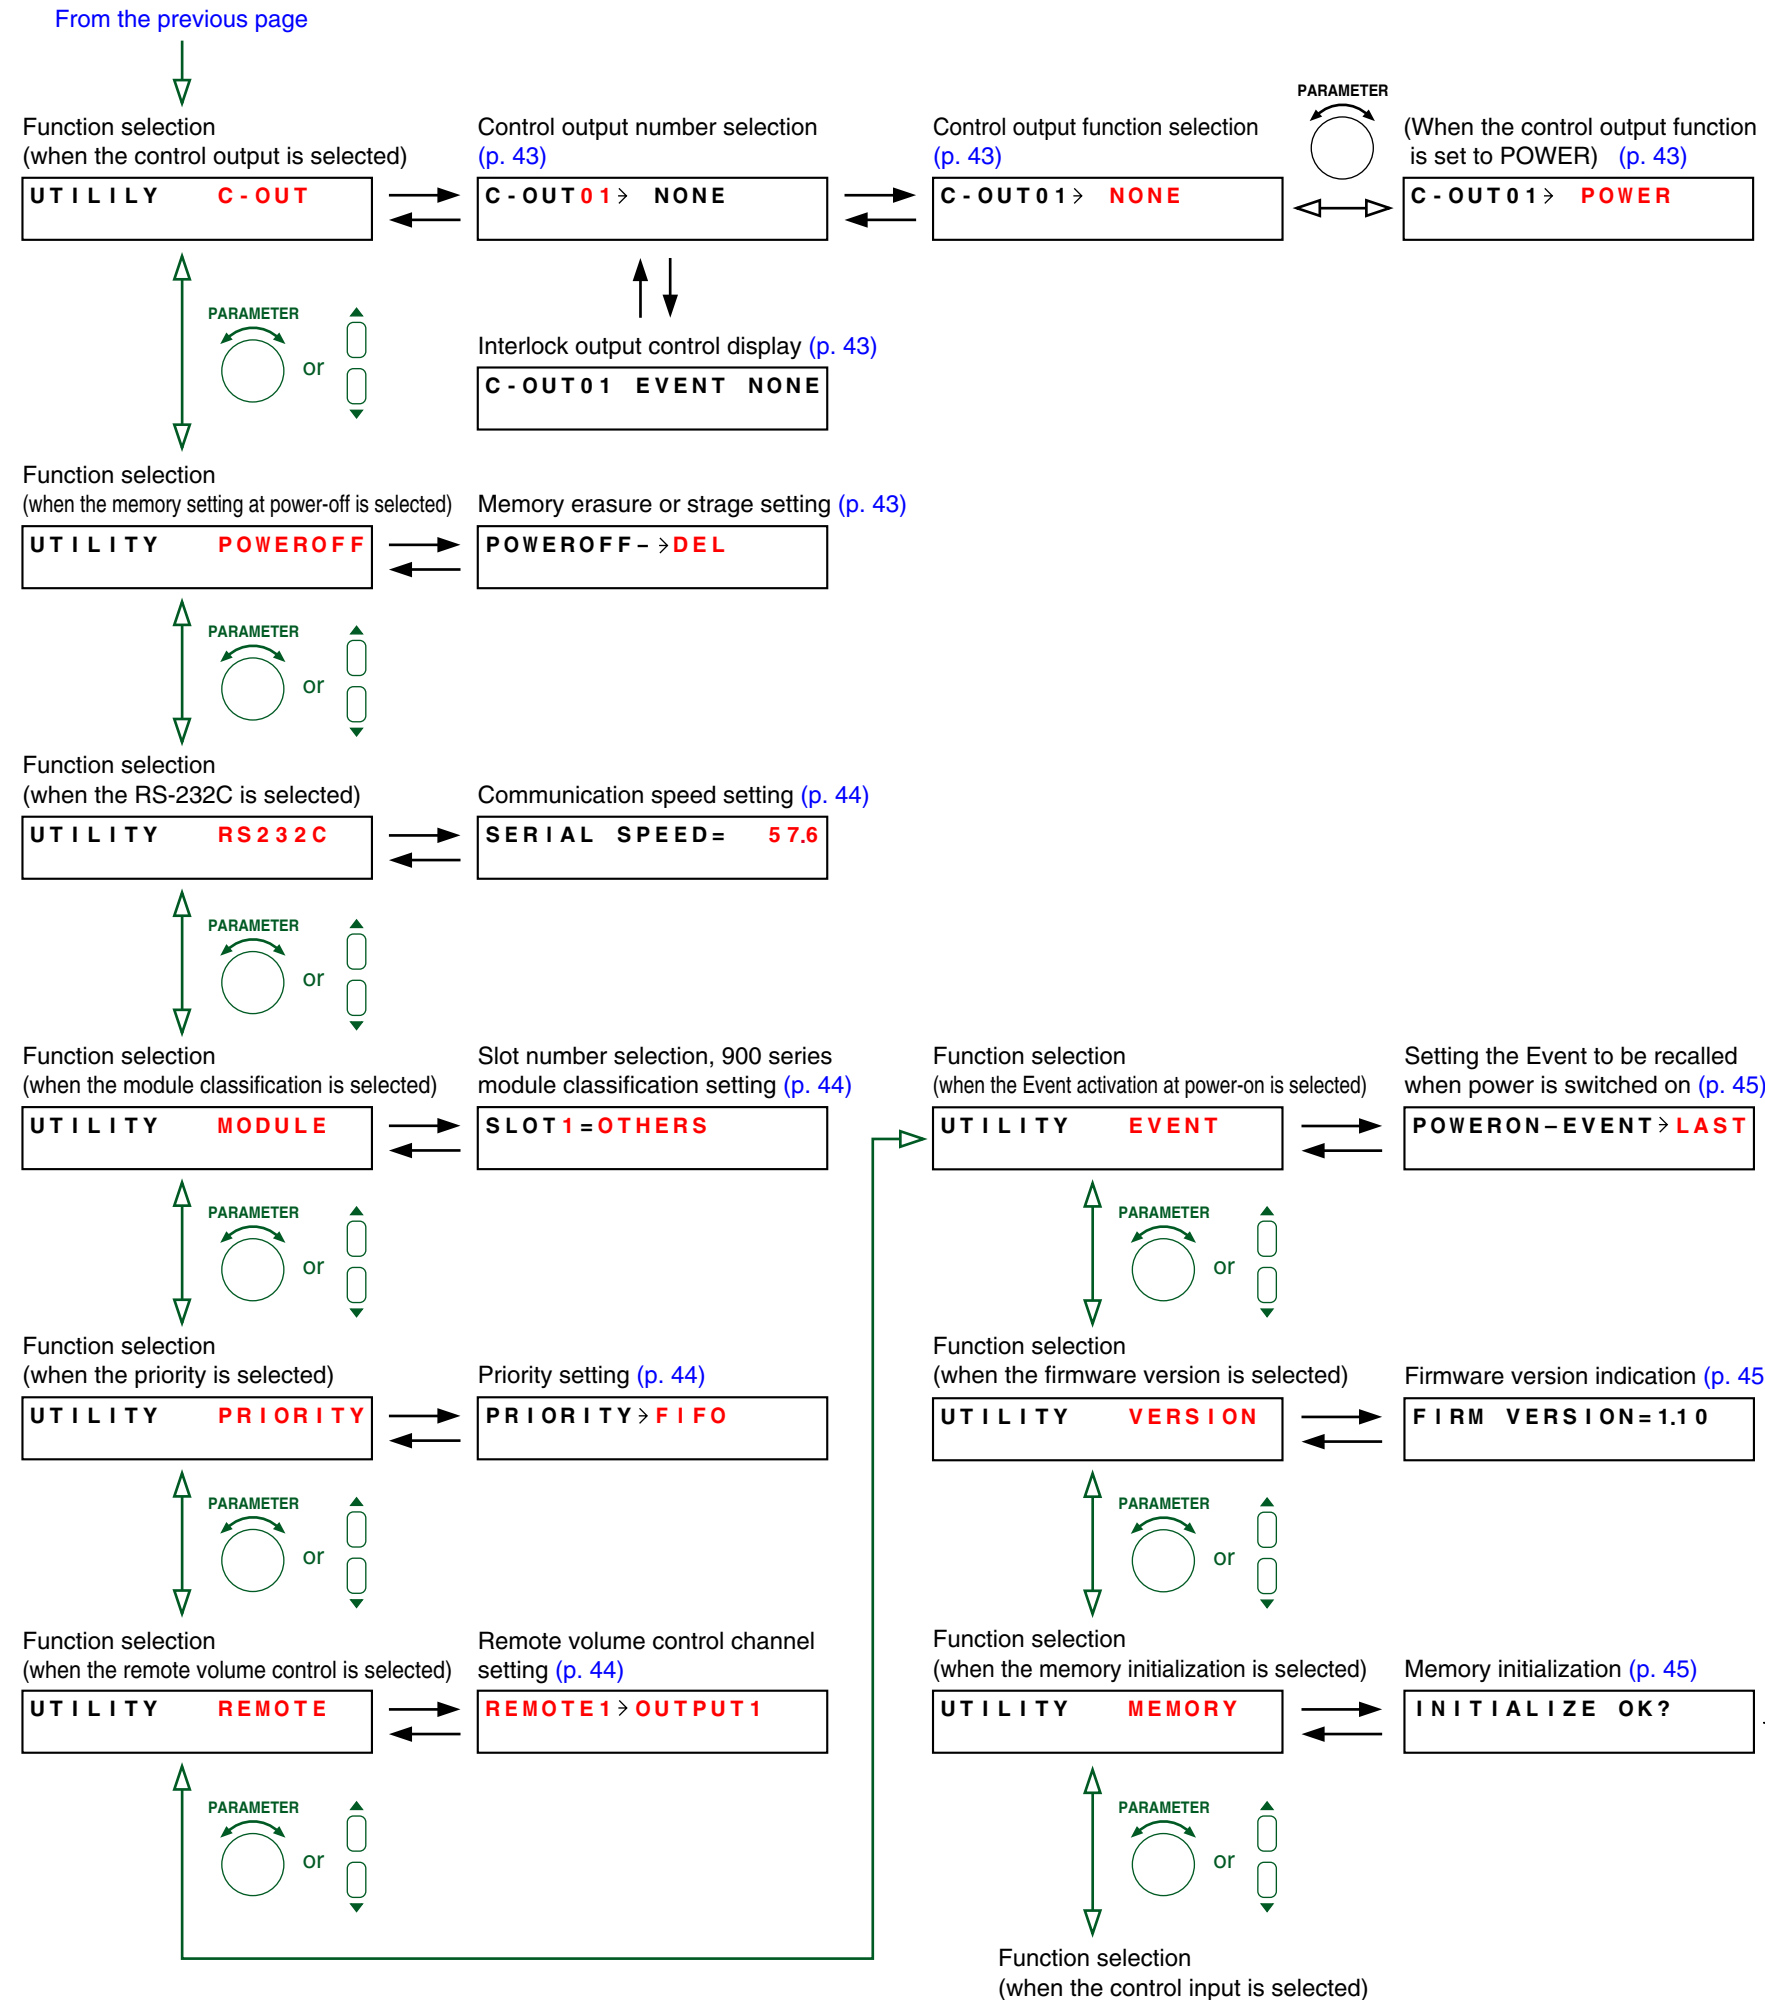 From the previous page
Function selection
(when the control output is selected)
UTILILY C-OUT
Control output number selection
(p. 43)
C-OUT01> NONE
Control output function selection
(p. 43)
C-OUT01> NONE
PARAMETER
(When the control output function
is set to POWER) (p. 43)
C-OUT01> POWER
PARAMETER
or
Interlock output control display (p. 43)
C-OUT01 EVENT NONE
Function selection
(when the memory setting at power-off is selected)
UTILITY POWEROFF
Memory erasure or strage setting (p. 43)
POWEROFF–>DEL
PARAMETER
or
Function selection
(when the RS-232C is selected)
UTILITY RS232C
Communication speed setting (p. 44)
SERIAL SPEED= 57.6
PARAMETER
or
Function selection
(when the module classification is selected)
UTILITY MODULE
Slot number selection, 900 series
module classification setting (p. 44)
SLOT1=OTHERS
PARAMETER
or
Function selection
(when the priority is selected)
UTILITY PRIORITY
Priority setting (p. 44)
PRIORITY>FIFO
PARAMETER
or
Function selection
(when the remote volume control is selected)
UTILITY REMOTE
Remote volume control channel
setting (p. 44)
REMOTE1>OUTPUT1
PARAMETER
or
Function selection
(when the Event activation at power-on is selected)
UTILITY EVENT
Setting the Event to be recalled
when power is switched on (p. 45)
POWERON–EVENT>LAST
PARAMETER
or
Function selection
(when the firmware version is selected)
UTILITY VERSION
Firmware version indication (p. 45
FIRM VERSION=1.10
PARAMETER
or
Function selection
(when the memory initialization is selected)
UTILITY MEMORY
Memory initialization (p. 45)
INITIALIZE OK?
PARAMETER
or
Function selection
(when the control input is selected)